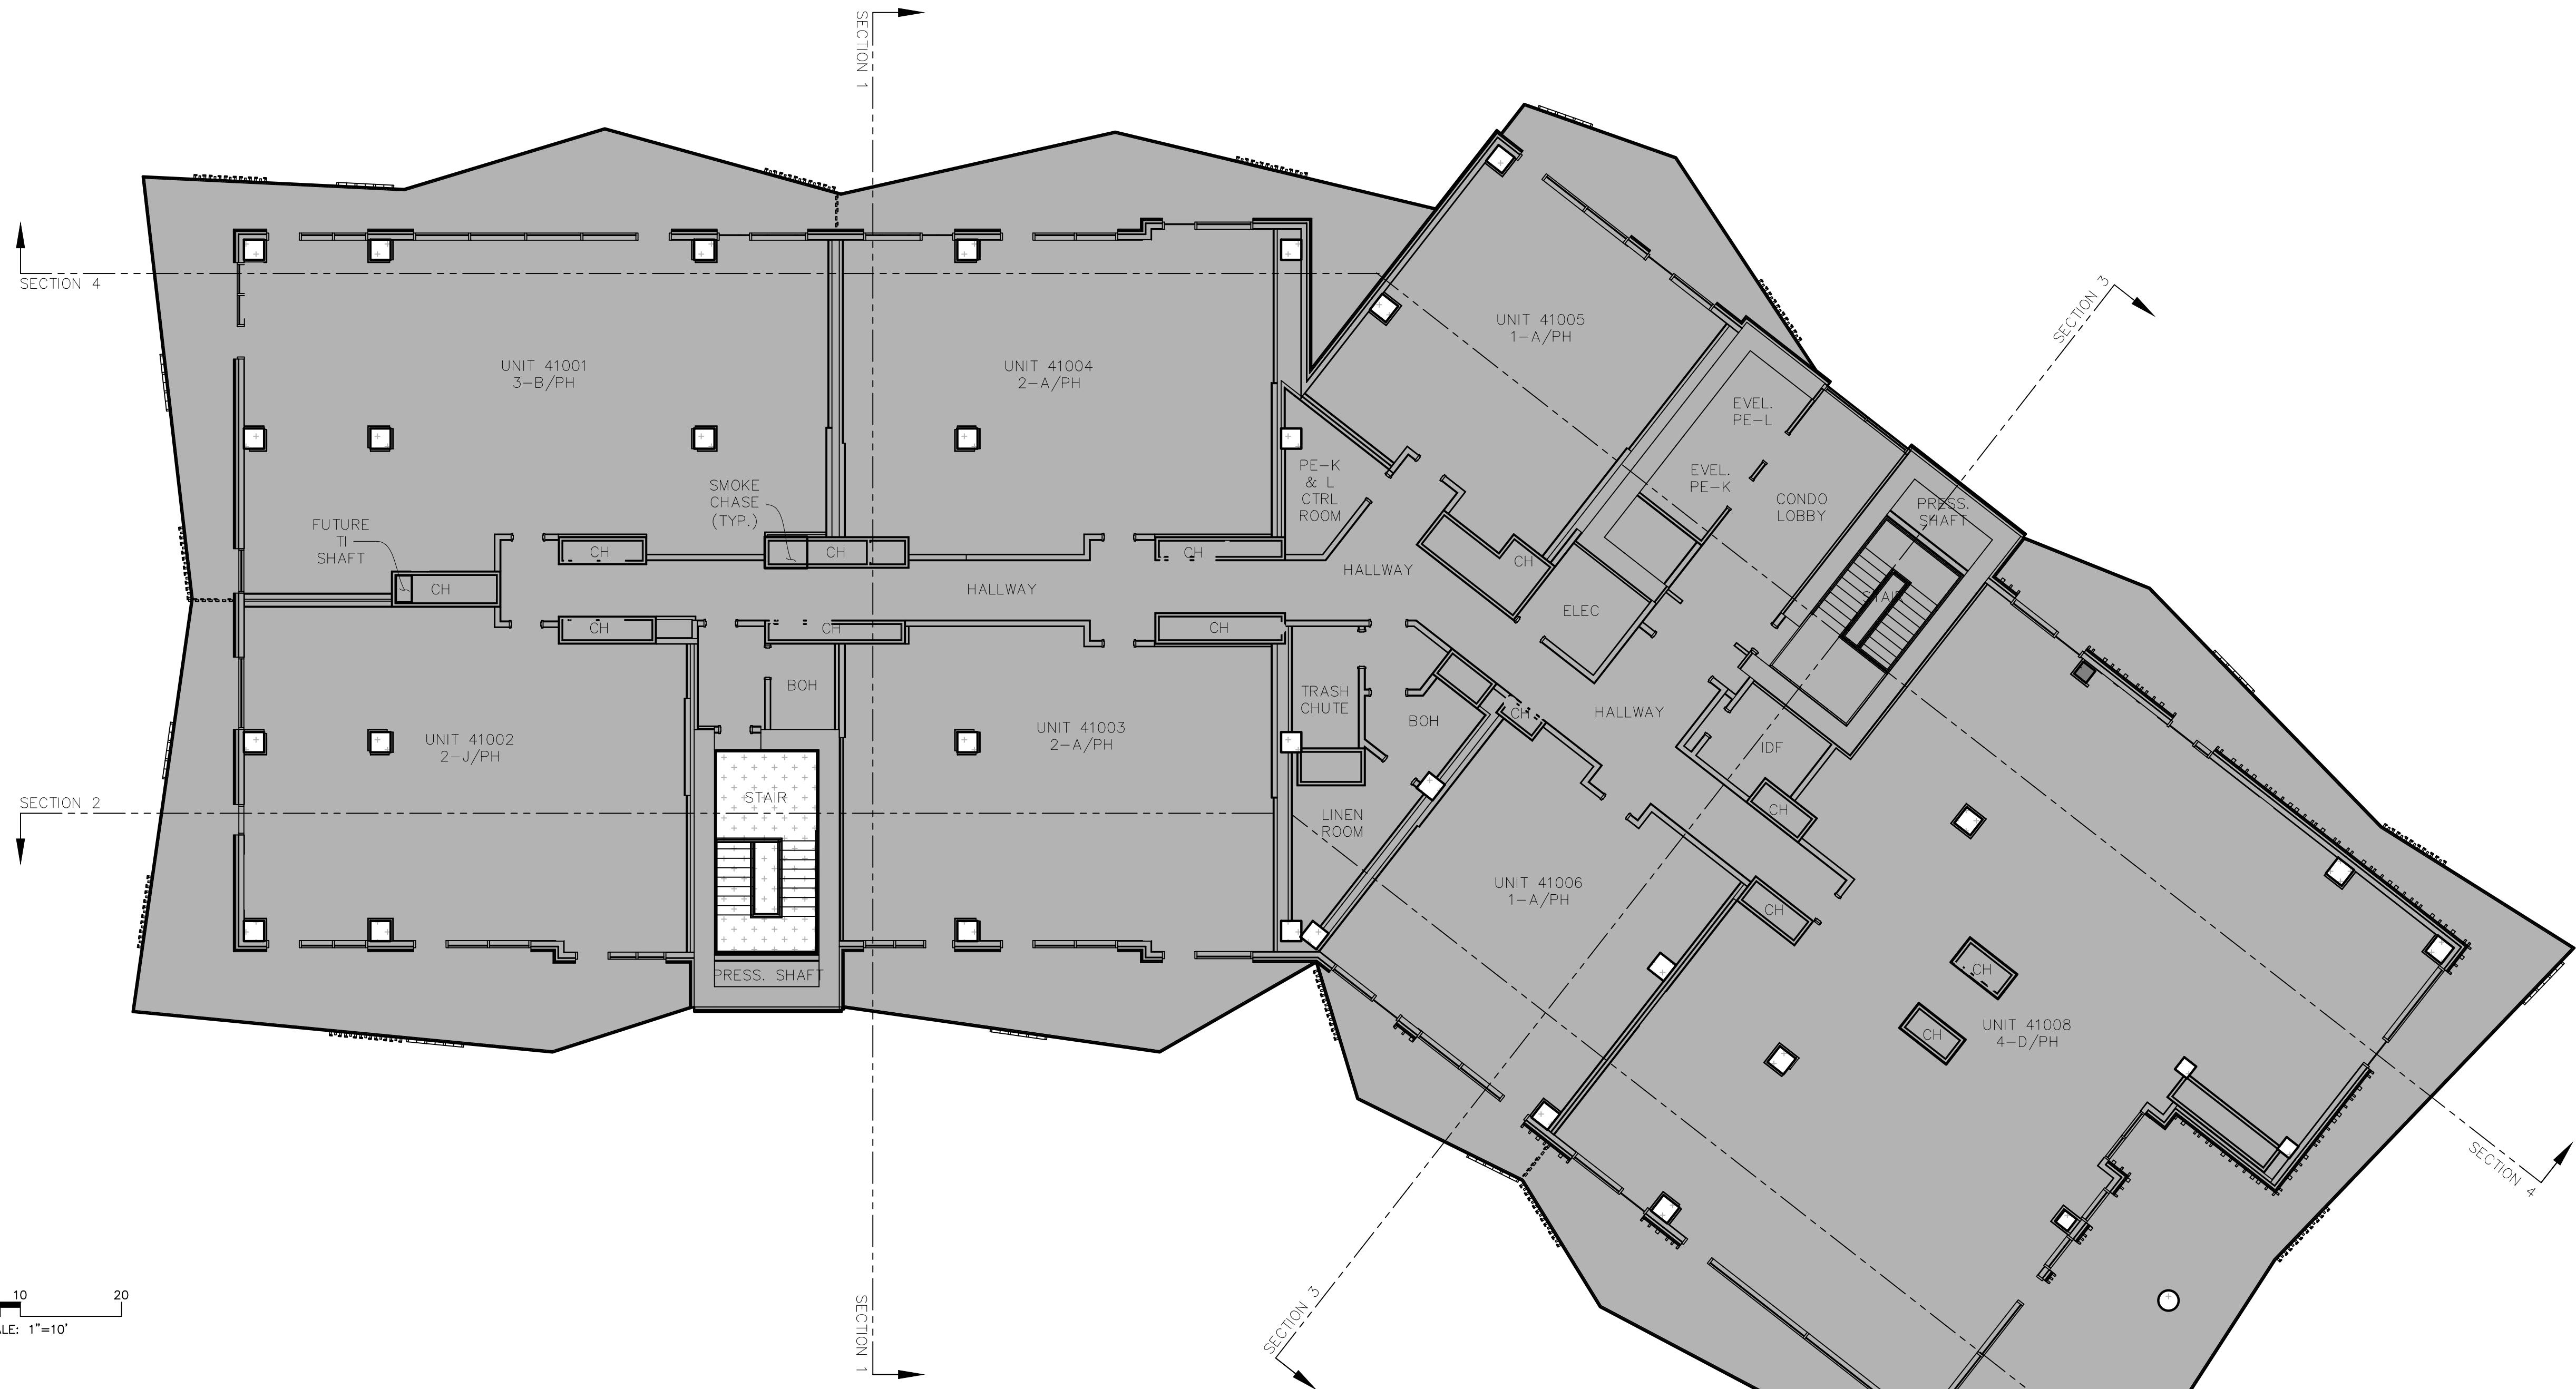 SECTION 1
SECTION 4
SECTION 3
UNIT 41001
3-B/PH
UNIT 41004
2-A/PH
UNIT 41005
1-A/PH
EVEL.
PE-L
EVEL.
PE-K
CONDO
LOBBY
PRESS.
SHAFT
STAIR
PE-K
& L
CTRL
ROOM
SMOKE
CHASE
(TYP.)
FUTURE
TI
SHAFT
CH
CH
CH
CH
CH
HALLWAY
HALLWAY
ELEC
CH
CH
CH
BOH
TRASH
CHUTE
BOH
CH
HALLWAY
IDF
CH
UNIT 41002
2-J/PH
UNIT 41003
2-A/PH
SECTION 2
STAIR
LINEN
ROOM
UNIT 41006
1-A/PH
CH
PRESS. SHAFT
CH
CH
UNIT 41008
4-D/PH
SECTION 4
10 20
LE: 1"=10'
SECTION 1
SECTION 3